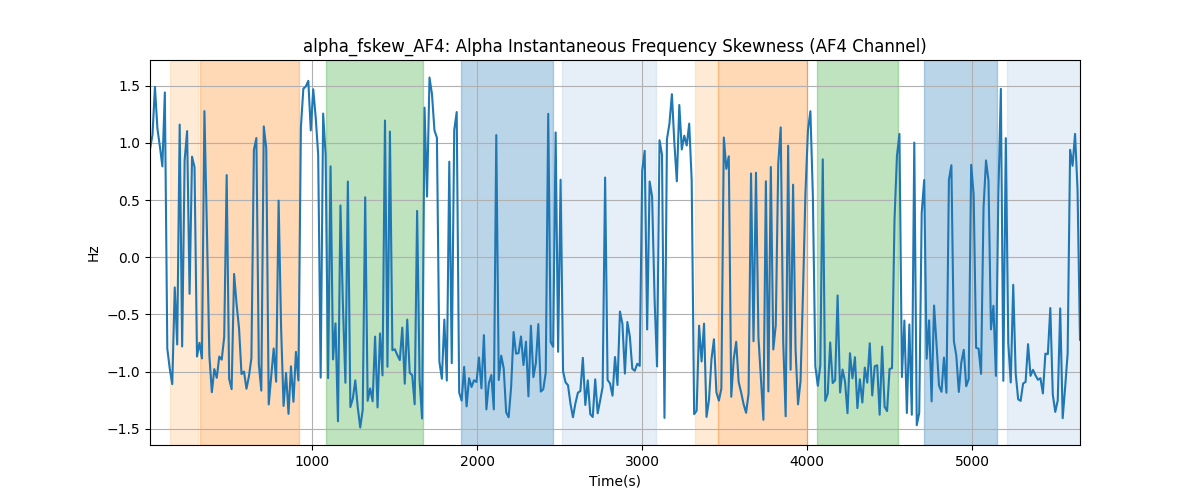 alpha_fskew_AF4: Alpha Instantaneous Frequency Skewness (AF4 Channel)
1.5
1.0
0.5
0.0
−0.5
−1.0
−1.5
Hz
1000 2000 3000 4000 5000
Time(s)